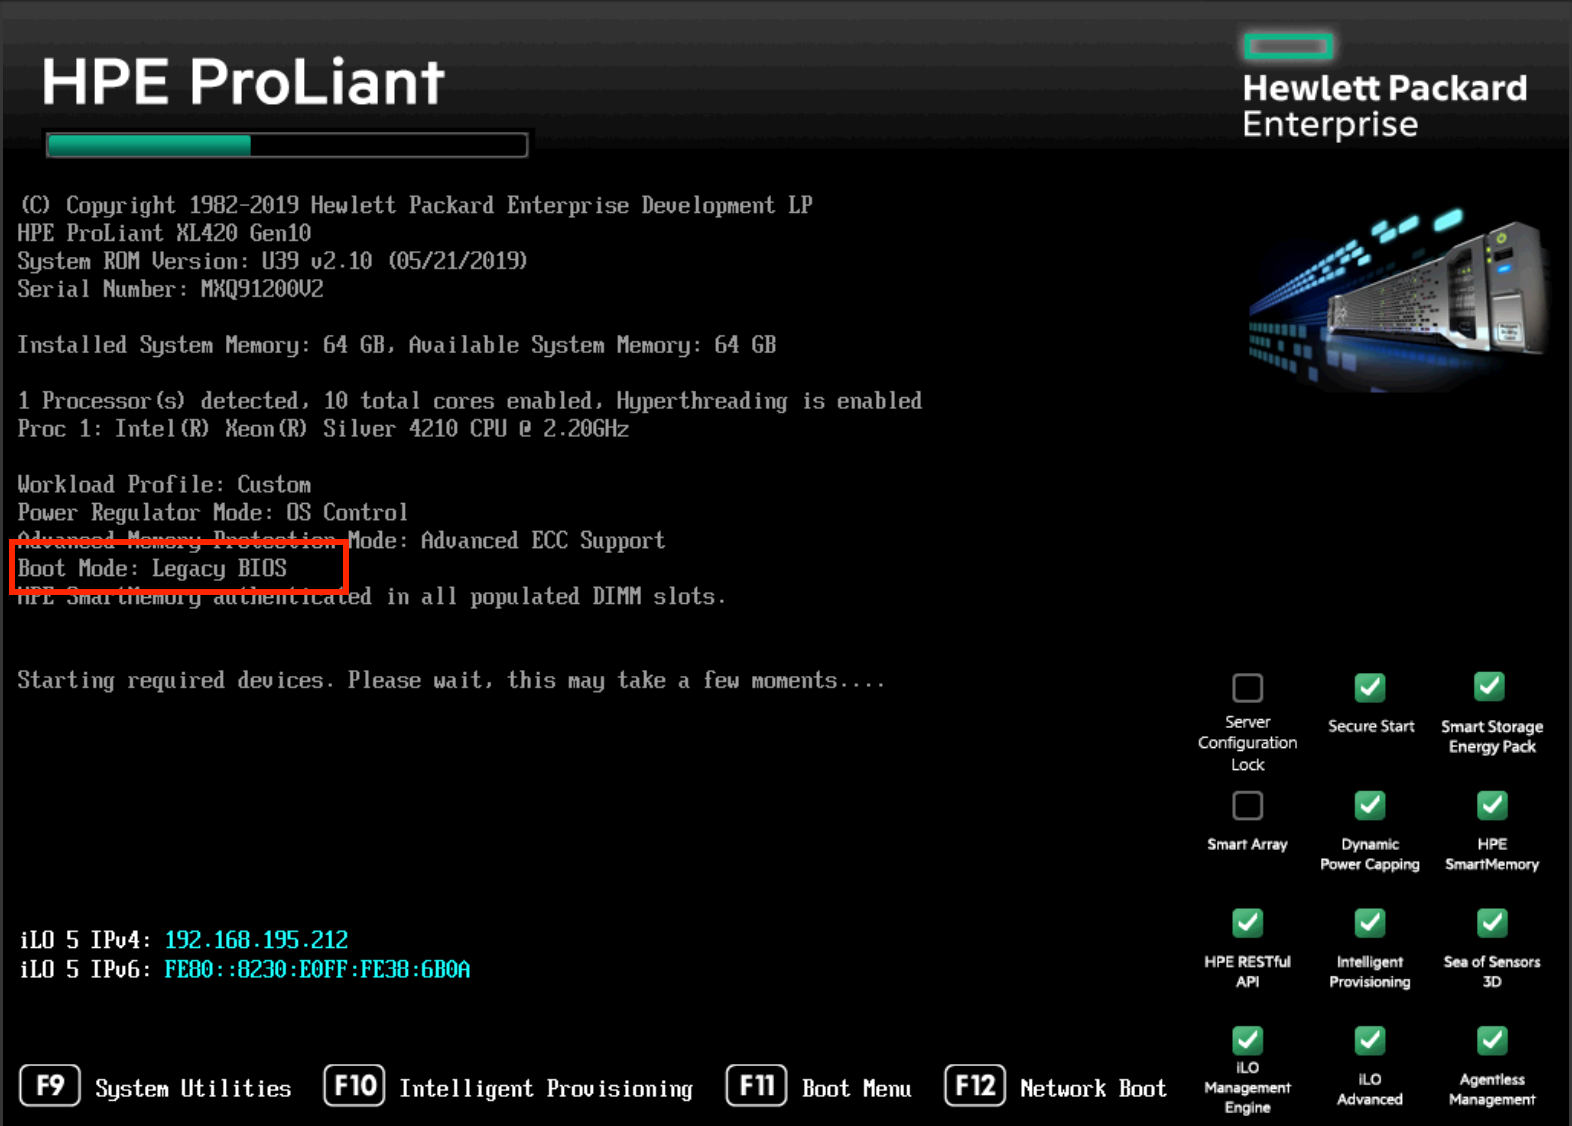 HPE ProLiant
Hewlett Packard
Enterprise
(C) Copyright 1982-2019 Hewlett Packard Enterprise Development LP
HPE ProLiant XL420 Gen10
System ROM Version: U39 v2.10 (05/21/2019)
Serial Number: MXQ91200V2
Installed System Memory: 64 GB, Available System Memory: 64 GB
1 Processor(s) detected, 10 total cores enabled, Hyperthreading is enabled
Proc 1: Intel(R) Xeon(R) Silver 4210 CPU @ 2.20GHz
Workload Profile: Custom
Power Regulator Mode: OS Control
Advanced Memory Protection Mode: Advanced ECC Support
Boot Mode: Legacy BIOS
HPE SmartMemory authenticated in all populated DIMM slots.
Starting required devices. Please wait, this may take a few moments....
Server
Configuration
Lock
Secure Start
Smart Storage
Energy Pack
Smart Array
Dynamic
Power Capping
HPE
SmartMemory
HPE RESTful
API
Intelligent
Provisioning
Sea of Sensors
3D
iLO
Management
Engine
iLO
Advanced
Agentless
Management
iLO 5 IPv4: 192.168.195.212
iLO 5 IPv6: FE80::8230:E0FF:FE38:6B0A
F9 System Utilities F10 Intelligent Provisioning F11 Boot Menu F12 Network Boot